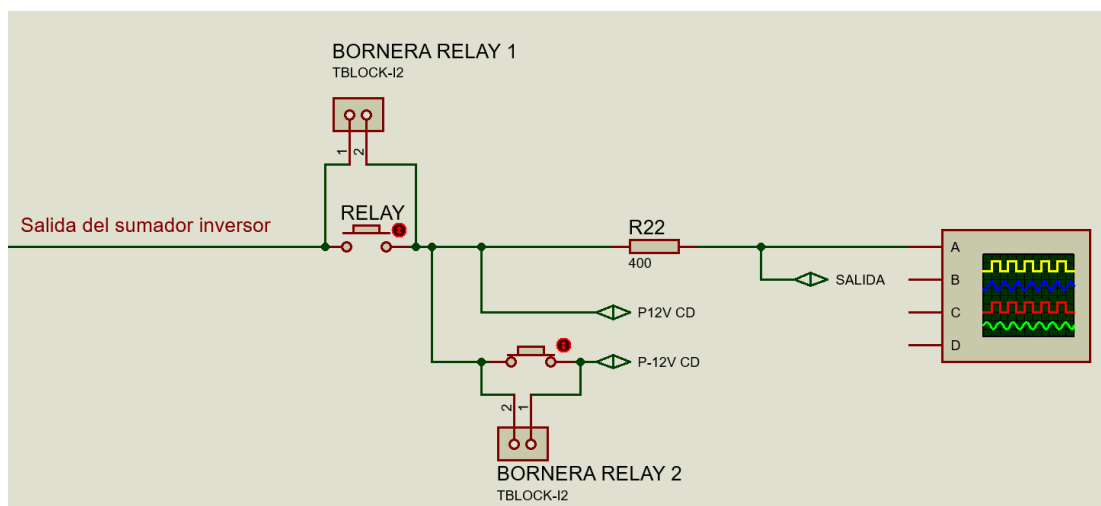 BORNERA RELAY 1
TBLOCK-I2
1
2
Salida del sumador inversor
RELAY
R22
400
A
B
C
D
SALIDA
P12V CD
P-12V CD
2
1
BORNERA RELAY 2
TBLOCK-I2